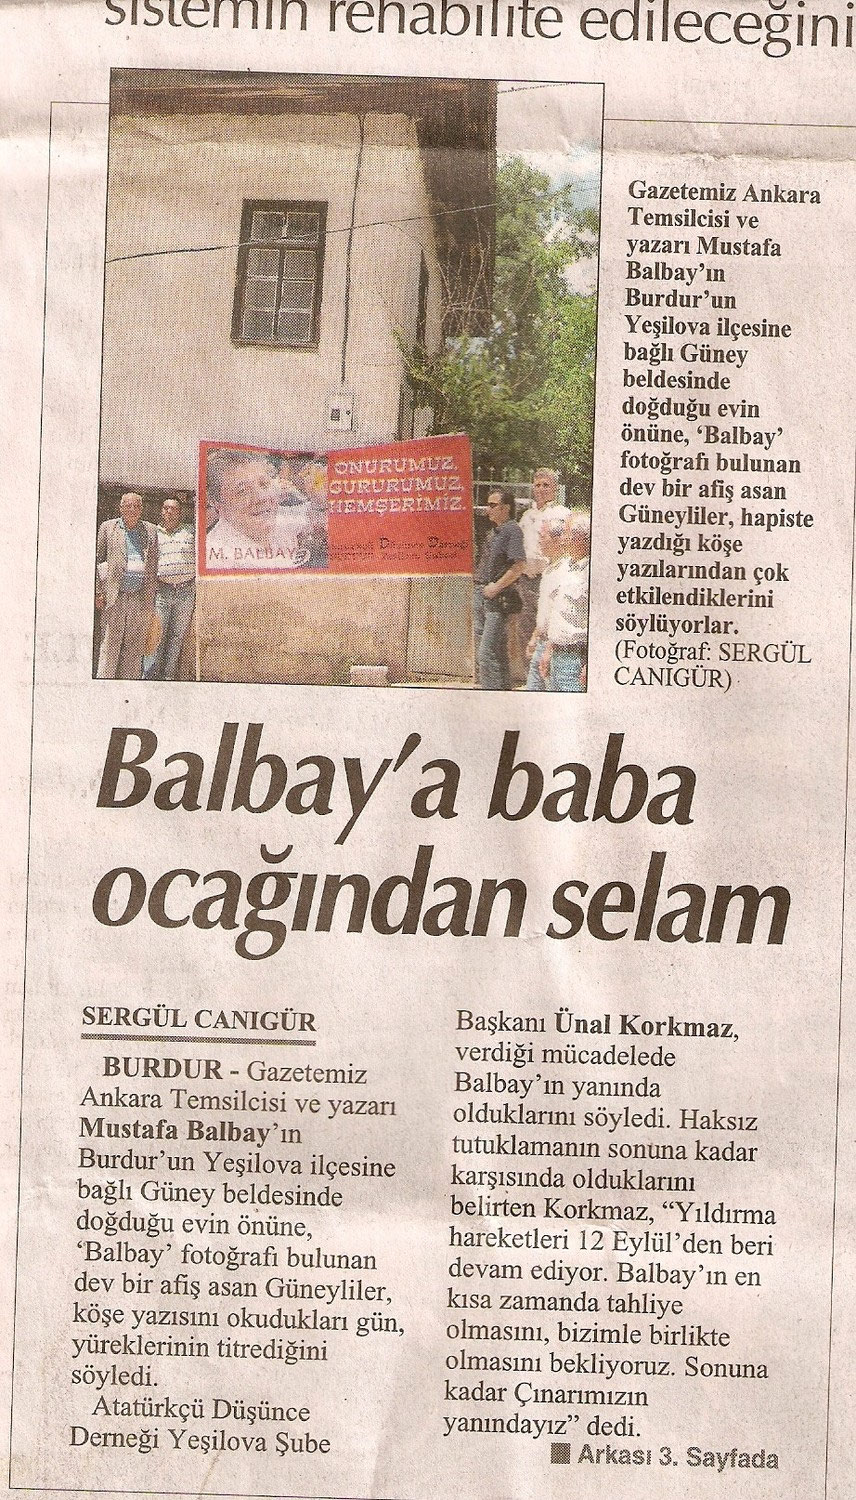 sistemin rehabilite edileceğini
Gazetemiz Ankara
Temsilcisi ve
yazarı Mustafa
Balbay’ın
Burdur’un
Yeşilova ilçesine
bağlı Güney
beldesinde
doğduğu evin
önüne, ‘Balbay’
fotoğrafı bulunan
dev bir afiş asan
Güneyliler, hapiste
yazdığı köşe
yazılarından çok
etkilendiklerini
söylüyorlar.
(Fotoğraf: SERGÜL
CANIGÜR)
ONURUMUZ,
GURURUMUZ,
HEMŞERİMİZ.
M. BALBAY
Düşünce Derneği
Balbay’a baba
ocağından selam
SERGÜL CANIGÜR
BURDUR - Gazetemiz
Ankara Temsilcisi ve yazarı
Mustafa Balbay’ın
Burdur’un Yeşilova ilçesine
bağlı Güney beldesinde
doğduğu evin önüne,
‘Balbay’ fotoğrafı bulunan
dev bir afiş asan Güneyliler,
köşe yazısını okudukları gün,
yüreklerinin titrediğini
söyledi.
Atatürkçü Düşünce
Derneği Yeşilova Şube
Başkanı Ünal Korkmaz,
verdiği mücadelede
Balbay’ın yanında
olduklarını söyledi. Haksız
tutuklamanın sonuna kadar
karşısında olduklarını
belirten Korkmaz, “Yıldırma
hareketleri 12 Eylül’den beri
devam ediyor. Balbay’ın en
kısa zamanda tahliye
olmasını, bizimle birlikte
olmasını bekliyoruz. Sonuna
kadar Çınarımızın
yanındayız” dedi.
■ Arkası 3. Sayfada